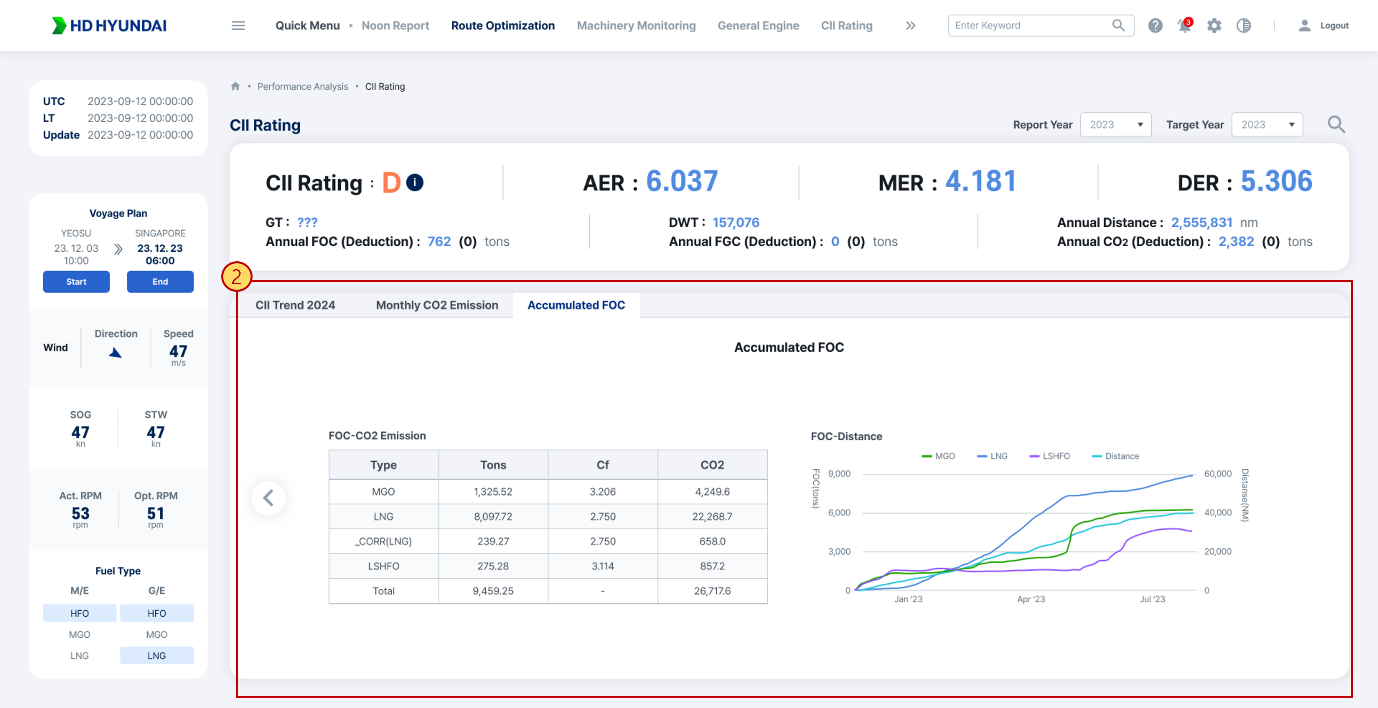 HD HYUNDAI
Quick Menu • Noon Report Route Optimization Machinery Monitoring General Engine CII Rating
Enter Keyword
3
Logout
UTC 2023-09-12 00:00:00
LT 2023-09-12 00:00:00
Update 2023-09-12 00:00:00
• Performance Analysis • CII Rating
CII Rating
Report Year 2023 Target Year 2023
CII Rating : D i
AER : 6.037
MER : 4.181
DER : 5.306
GT : ???
Annual FOC (Deduction) : 762 (0) tons
DWT : 157,076
Annual FGC (Deduction) : 0 (0) tons
Annual Distance : 2,555,831 nm
Annual CO2 (Deduction) : 2,382 (0) tons
Voyage Plan
YEOSU SINGAPORE
23. 12. 03 23. 12. 23
10:00 06:00
Start End
Wind Direction Speed
47
m/s
SOG STW
47 47
kn kn
Act. RPM Opt. RPM
53 51
rpm rpm
Fuel Type
M/E G/E
HFO HFO
MGO MGO
LNG LNG
2
CII Trend 2024 Monthly CO2 Emission Accumulated FOC
Accumulated FOC
FOC-CO2 Emission
Type Tons Cf CO2
MGO 1,325.52 3.206 4,249.6
LNG 8,097.72 2.750 22,268.7
_CORR(LNG) 239.27 2.750 658.0
LSHFO 275.28 3.114 857.2
Total 9,459.25 - 26,717.6
FOC-Distance
MGO LNG LSHFO Distance
FOC(tons)
9,000
6,000
3,000
0
60,000
40,000
20,000
0
Distanse(NM)
Jan '23 Apr '23 Jul '23